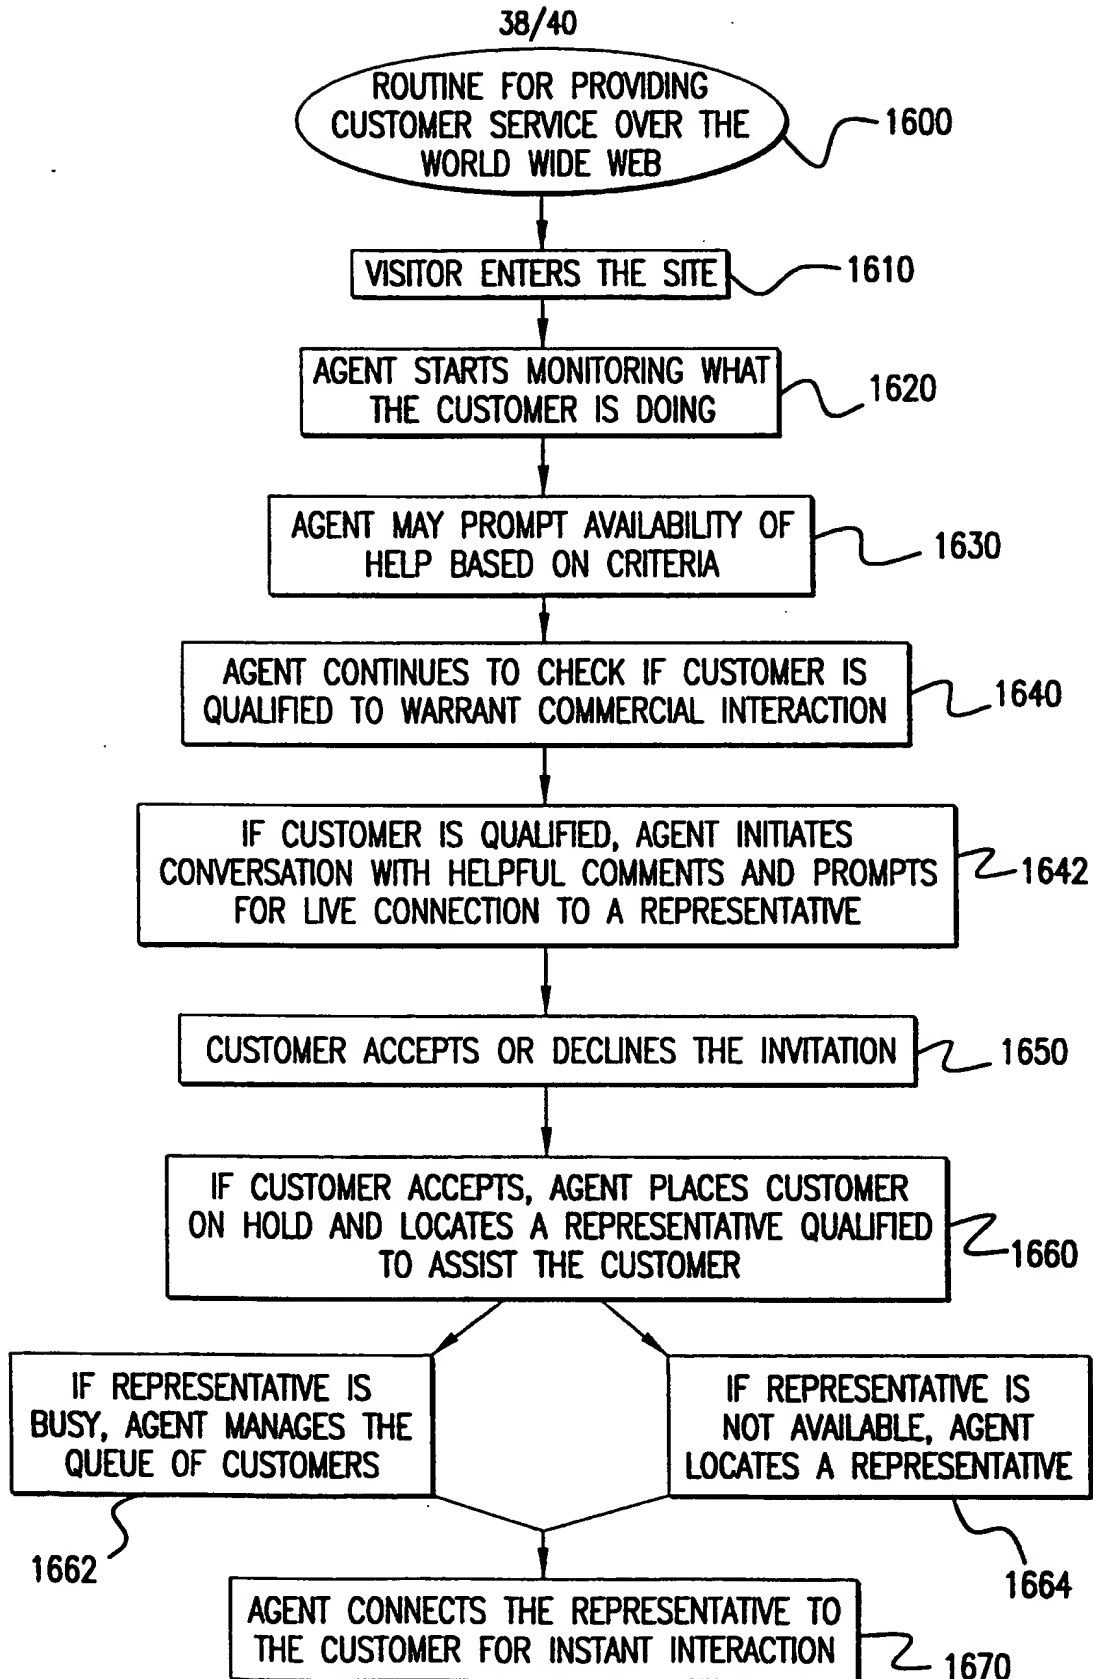 38/40
ROUTINE FOR PROVIDING
CUSTOMER SERVICE OVER THE
WORLD WIDE WEB
1600
VISITOR ENTERS THE SITE
1610
AGENT STARTS MONITORING WHAT
THE CUSTOMER IS DOING
1620
AGENT MAY PROMPT AVAILABILITY OF
HELP BASED ON CRITERIA
1630
AGENT CONTINUES TO CHECK IF CUSTOMER IS
QUALIFIED TO WARRANT COMMERCIAL INTERACTION
1640
IF CUSTOMER IS QUALIFIED, AGENT INITIATES
CONVERSATION WITH HELPFUL COMMENTS AND PROMPTS
FOR LIVE CONNECTION TO A REPRESENTATIVE
1642
CUSTOMER ACCEPTS OR DECLINES THE INVITATION
1650
IF CUSTOMER ACCEPTS, AGENT PLACES CUSTOMER
ON HOLD AND LOCATES A REPRESENTATIVE QUALIFIED
TO ASSIST THE CUSTOMER
1660
IF REPRESENTATIVE IS
BUSY, AGENT MANAGES THE
QUEUE OF CUSTOMERS
1662
IF REPRESENTATIVE IS
NOT AVAILABLE, AGENT
LOCATES A REPRESENTATIVE
1664
AGENT CONNECTS THE REPRESENTATIVE TO
THE CUSTOMER FOR INSTANT INTERACTION
1670